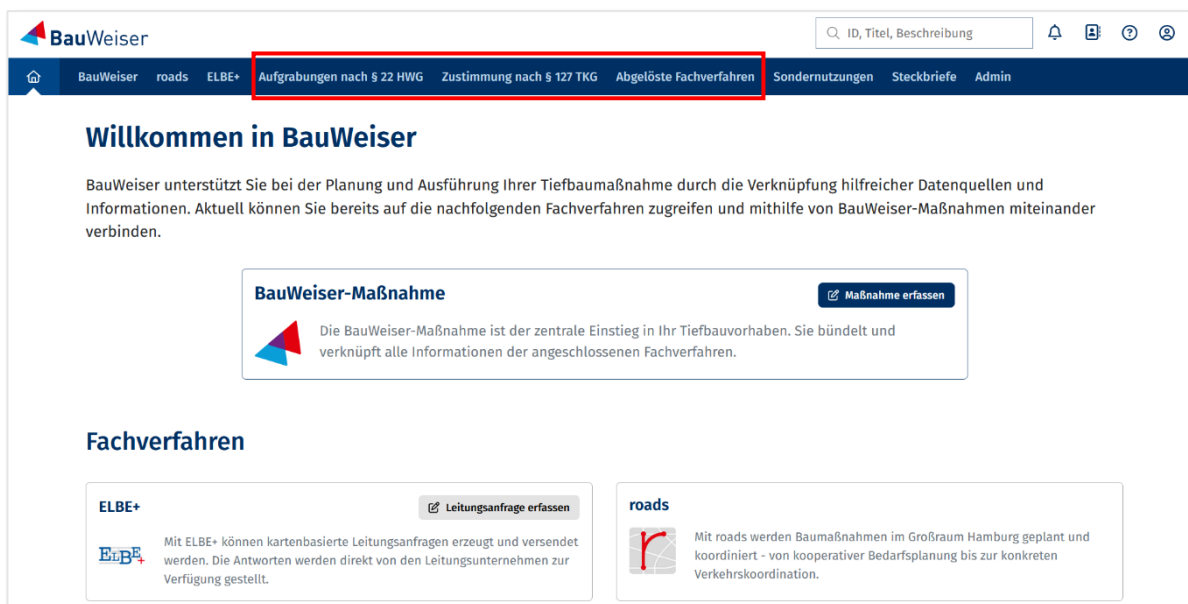 BauWeiser
ID, Titel, Beschreibung
BauWeiser roads ELBE+ Aufgrabungen nach § 22 HWG Zustimmung nach § 127 TKG Abgelöste Fachverfahren Sondernutzungen Steckbriefe Admin
Willkommen in BauWeiser
BauWeiser unterstützt Sie bei der Planung und Ausführung Ihrer Tiefbaumaßnahme durch die Verknüpfung hilfreicher Datenquellen und
Informationen. Aktuell können Sie bereits auf die nachfolgenden Fachverfahren zugreifen und mithilfe von BauWeiser-Maßnahmen miteinander
verbinden.
BauWeiser-Maßnahme
Maßnahme erfassen
Die BauWeiser-Maßnahme ist der zentrale Einstieg in Ihr Tiefbauvorhaben. Sie bündelt und
verknüpft alle Informationen der angeschlossenen Fachverfahren.
Fachverfahren
ELBE+
Leitungsanfrage erfassen
ELBE+
Mit ELBE+ können kartenbasierte Leitungsanfragen erzeugt und versendet
werden. Die Antworten werden direkt von den Leitungsunternehmen zur
Verfügung gestellt.
roads
r
Mit roads werden Baumaßnahmen im Großraum Hamburg geplant und
koordiniert - von kooperativer Bedarfsplanung bis zur konkreten
Verkehrskoordination.